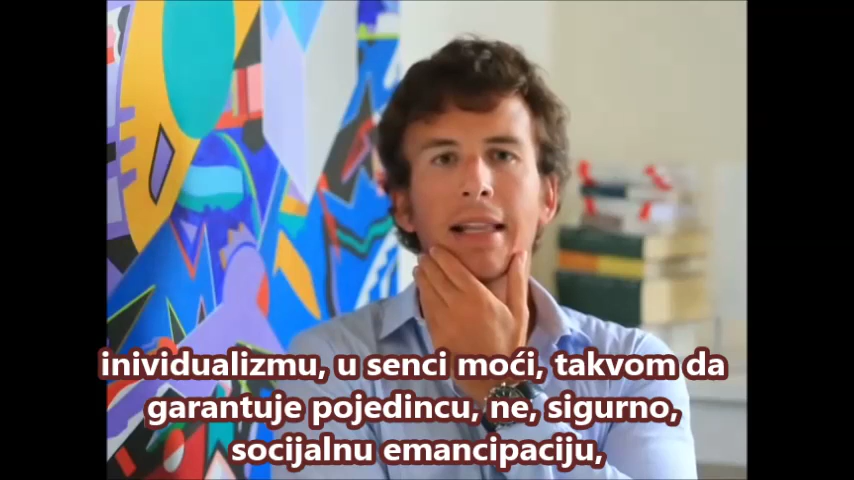 inividualizmu, u senci moći, takvom da
garantuje pojedincu, ne, sigurno,
socijalnu emancipaciju,